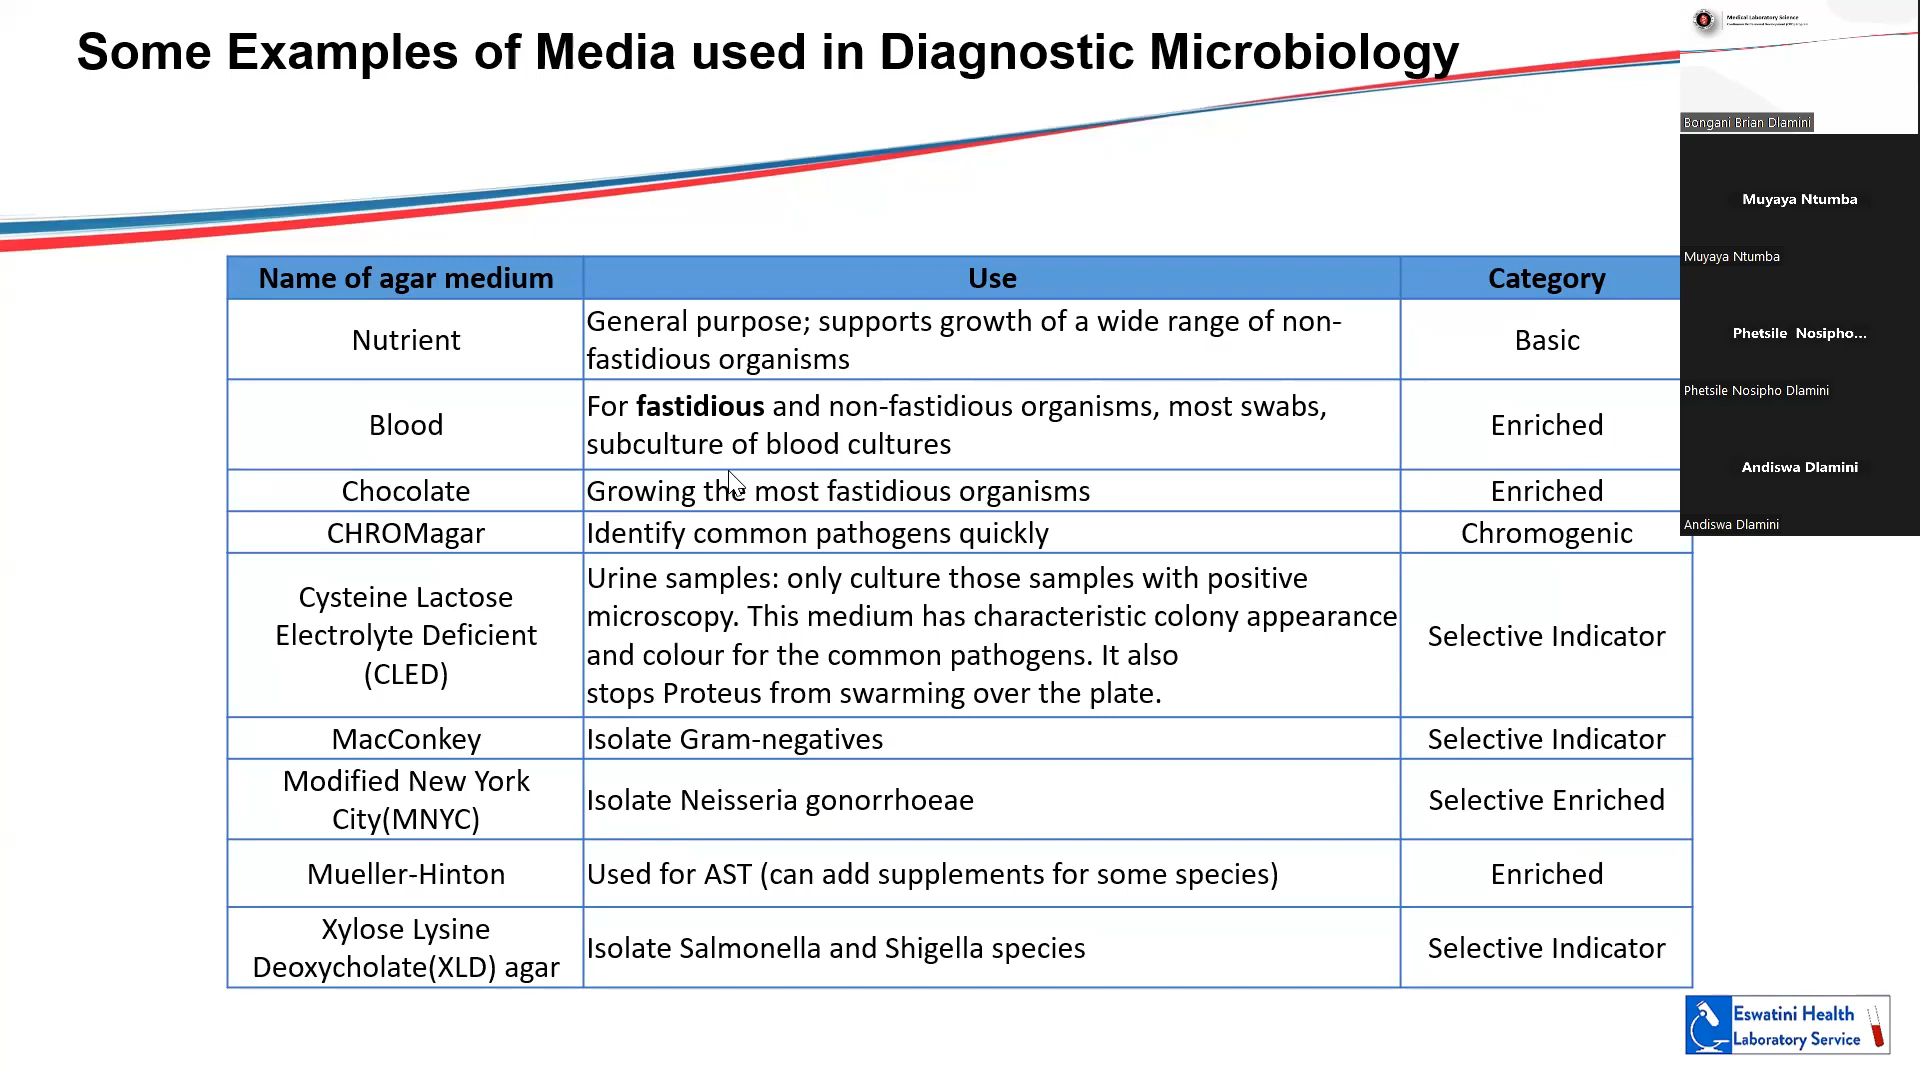 Some Examples of Media used in Diagnostic Microbiology
Medical Laboratory Science
Bongani Brian Dlamini
Muyaya Ntumba
Muyaya Ntumba
Phetsile Nosipho...
Phetsile Nosipho Dlamini
Andiswa Dlamini
Andiswa Dlamini
Name of agar medium
Use
Category
Nutrient
General purpose; supports growth of a wide range of non-
fastidious organisms
Basic
Blood
For fastidious and non-fastidious organisms, most swabs,
subculture of blood cultures
Enriched
Chocolate
Growing the most fastidious organisms
Enriched
CHROMagar
Identify common pathogens quickly
Chromogenic
Cysteine Lactose
Electrolyte Deficient
(CLED)
Urine samples: only culture those samples with positive
microscopy. This medium has characteristic colony appearance
and colour for the common pathogens. It also
stops Proteus from swarming over the plate.
Selective Indicator
MacConkey
Isolate Gram-negatives
Selective Indicator
Modified New York
City(MNYC)
Isolate Neisseria gonorrhoeae
Selective Enriched
Mueller-Hinton
Used for AST (can add supplements for some species)
Enriched
Xylose Lysine
Deoxycholate(XLD) agar
Isolate Salmonella and Shigella species
Selective Indicator
Eswatini Health
Laboratory Service